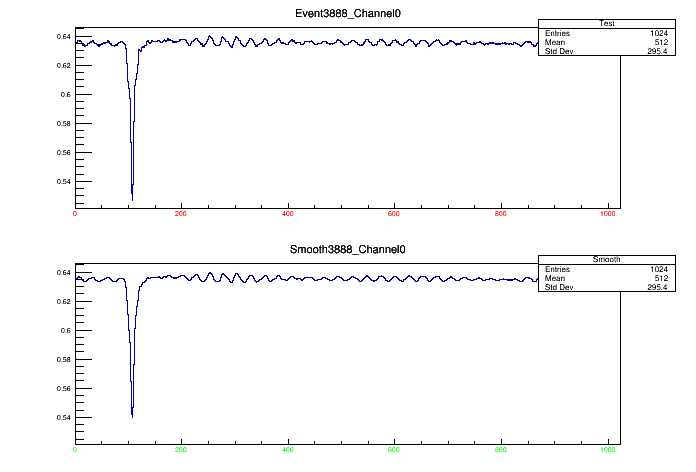 Event3888_Channel0
Test
Entries 1024
Mean 512
Std Dev 295.4
0.64
0.62
0.6
0.58
0.56
0.54
0 200 400 600 800 1000
Smooth3888_Channel0
Smooth
Entries 1024
Mean 512
Std Dev 295.4
0.64
0.62
0.6
0.58
0.56
0.54
0 200 400 600 800 1000